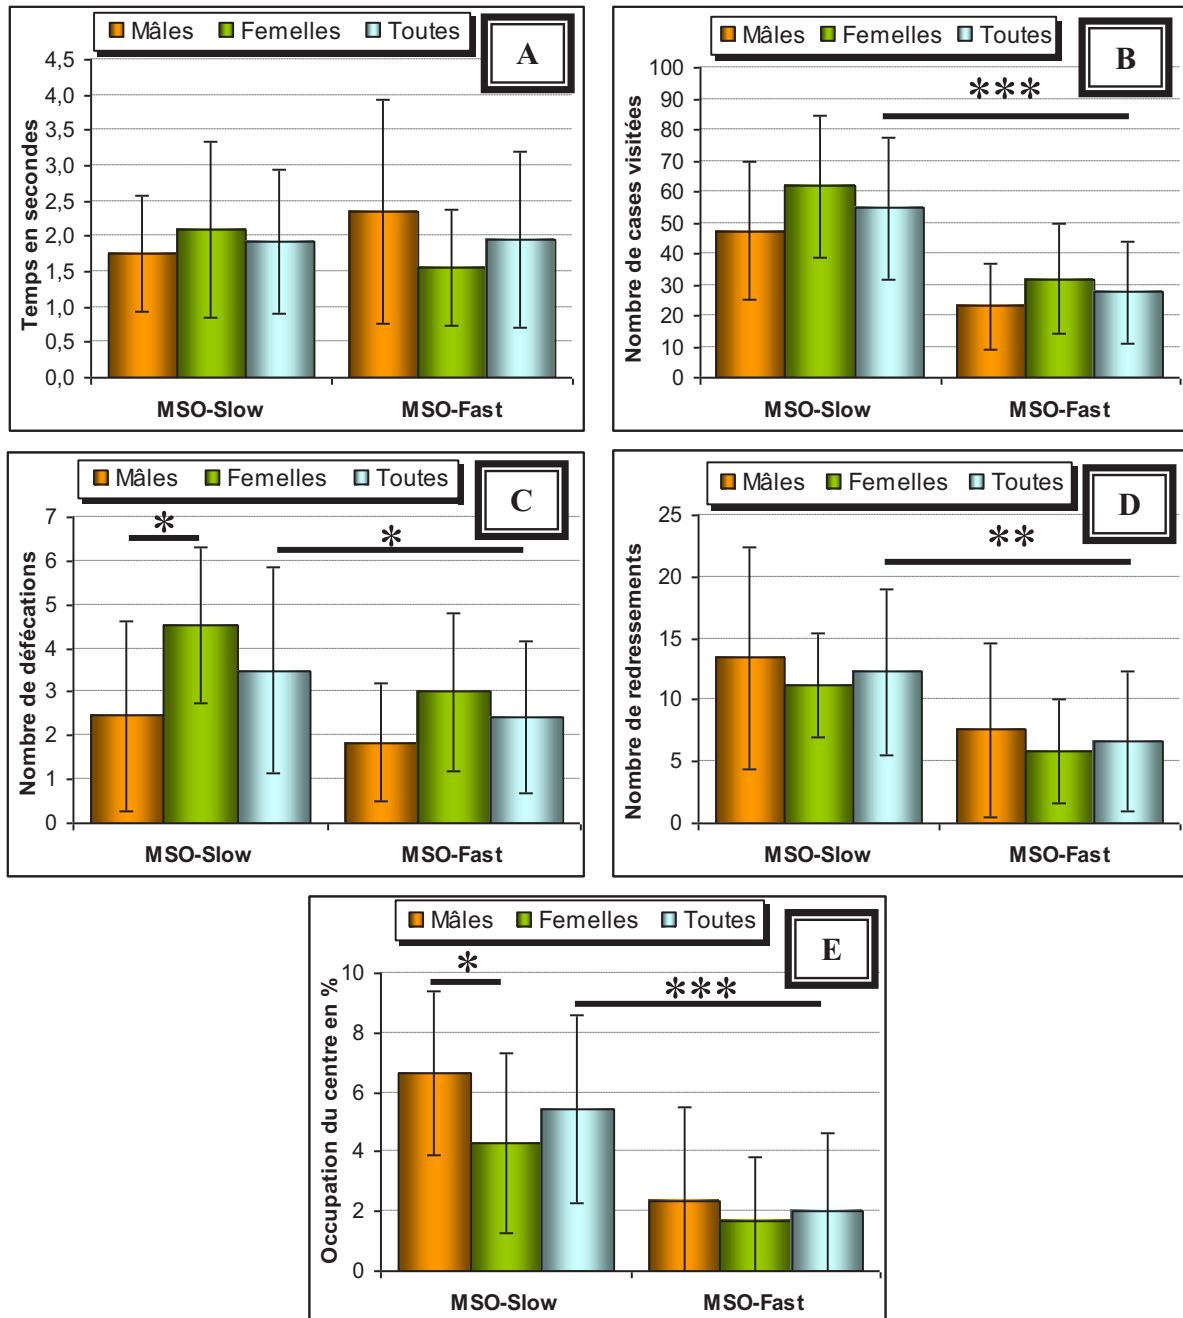 Mâles Femelles Toutes
A
Temps en secondes
4,5
4,0
3,5
3,0
2,5
2,0
1,5
1,0
0,5
0,0
MSO-Slow MSO-Fast
Mâles Femelles Toutes
B
Nombre de cases visitées
100
90
80
70
60
50
40
30
20
10
0
***
MSO-Slow MSO-Fast
Mâles Femelles Toutes
C
Nombre de défécations
7
6
5
4
3
2
1
0
* *
MSO-Slow MSO-Fast
Mâles Femelles Toutes
D
Nombre de redressements
25
20
15
10
5
0
**
MSO-Slow MSO-Fast
Mâles Femelles Toutes
E
Occupation du centre en %
10
8
6
4
2
0
* ***
MSO-Slow MSO-Fast